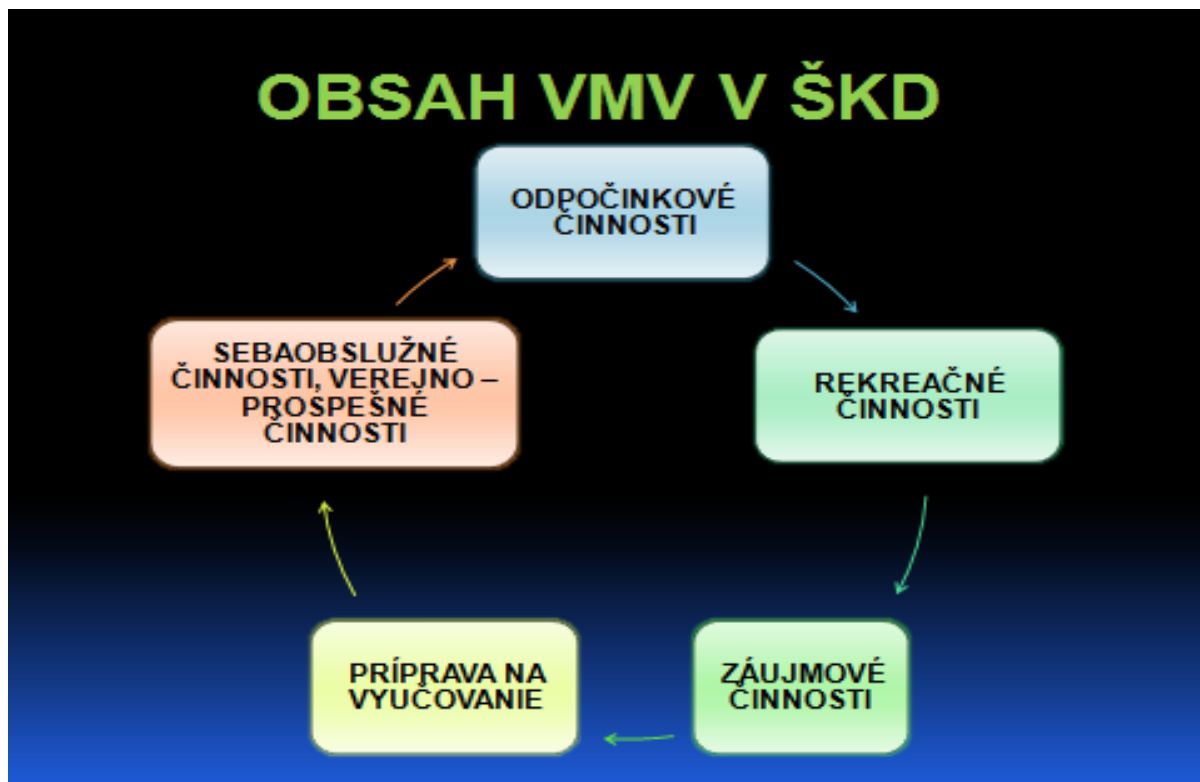 OBSAH VMV V ŠKD
ODPOČINKOVÉ
ČINNOSTI
REKREAČNÉ
ČINNOSTI
ZÁUJMOVÉ
ČINNOSTI
PRÍPRAVA NA
VYUČOVANIE
SEBAOBSLUŽNÉ
ČINNOSTI, VEREJNO –
PROSPEŠNÉ
ČINNOSTI